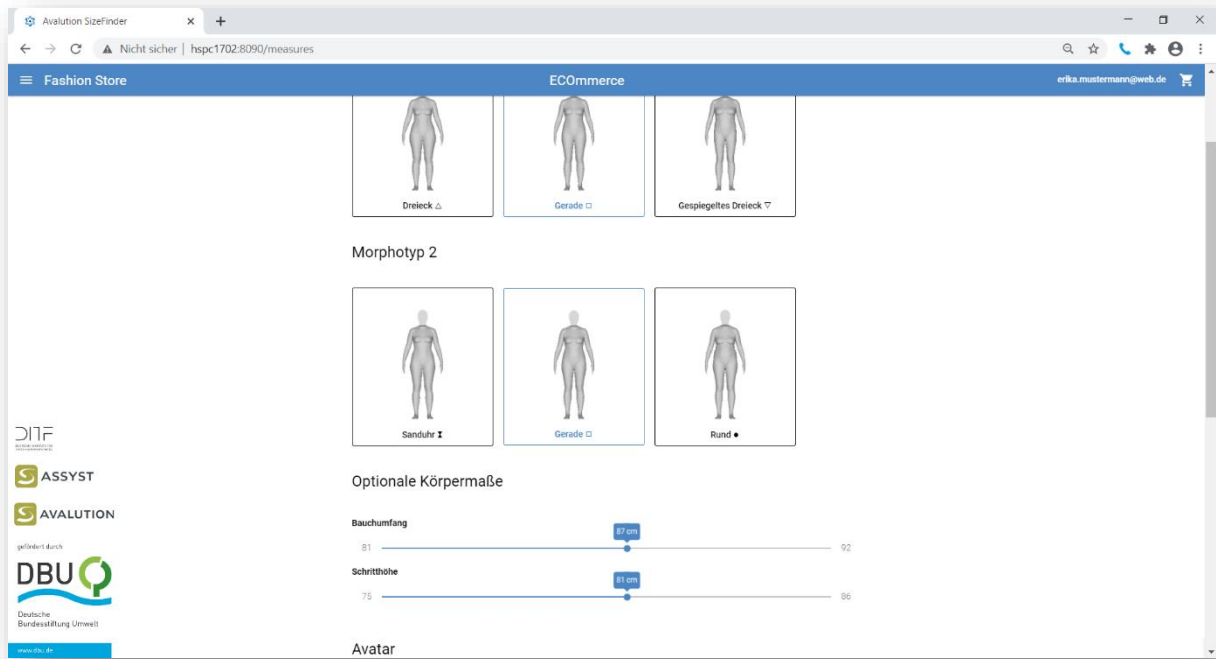 Avalution SizeFinder
Nicht sicher | hspc1702:8090/measures
Fashion Store
ECOmmerce
erika.mustermann@web.de
Dreieck △
Gerade □
Gespiegeltes Dreieck ▽
Morphotyp 2
Sanduhr ⧗
Gerade □
Rund ●
Optionale Körpermaße
Bauchumfang
87 cm
81
92
Schritthöhe
81 cm
75
86
Avatar
DITF
ASSYST
AVALUTION
gefördert durch
DBU
Deutsche
Bundesstiftung Umwelt
www.dbu.de